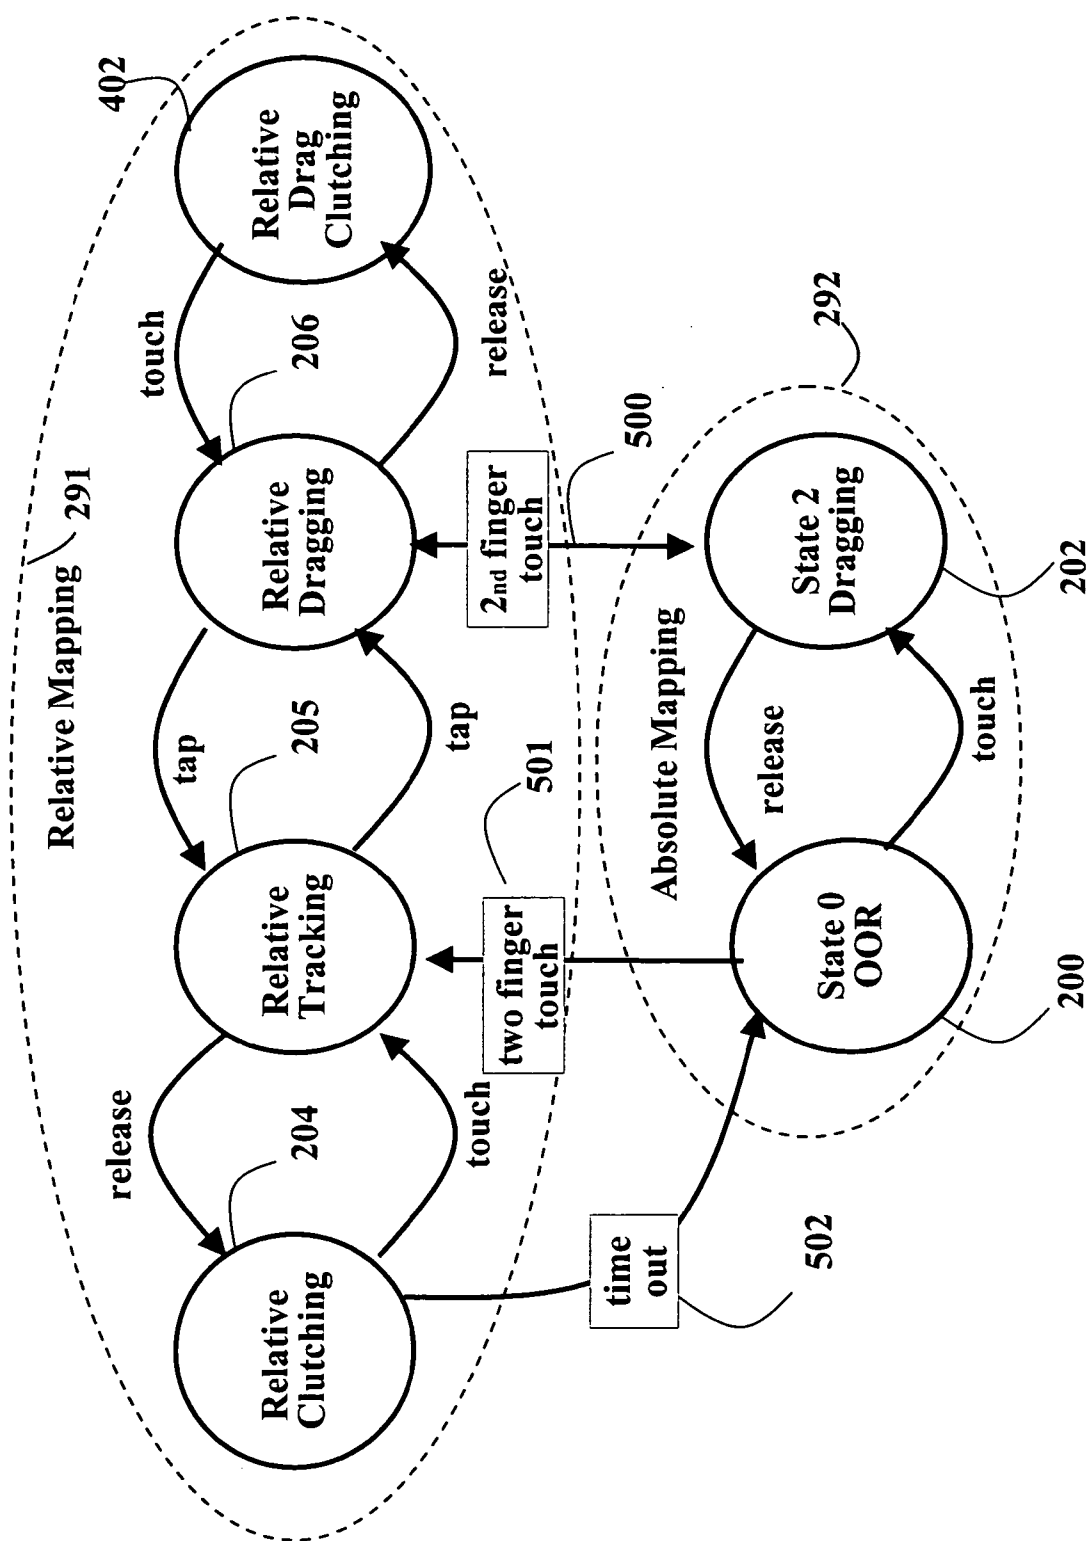 Relative Mapping
291
402
release
tap
touch
Relative
Clutching
204
Relative
Tracking
205
Relative
Dragging
206
Relative
Drag
Clutching
touch
tap
release
two finger
touch
501
2nd finger
touch
500
time
out
502
Absolute Mapping
292
release
State 0
OOR
State 2
Dragging
touch
200
202